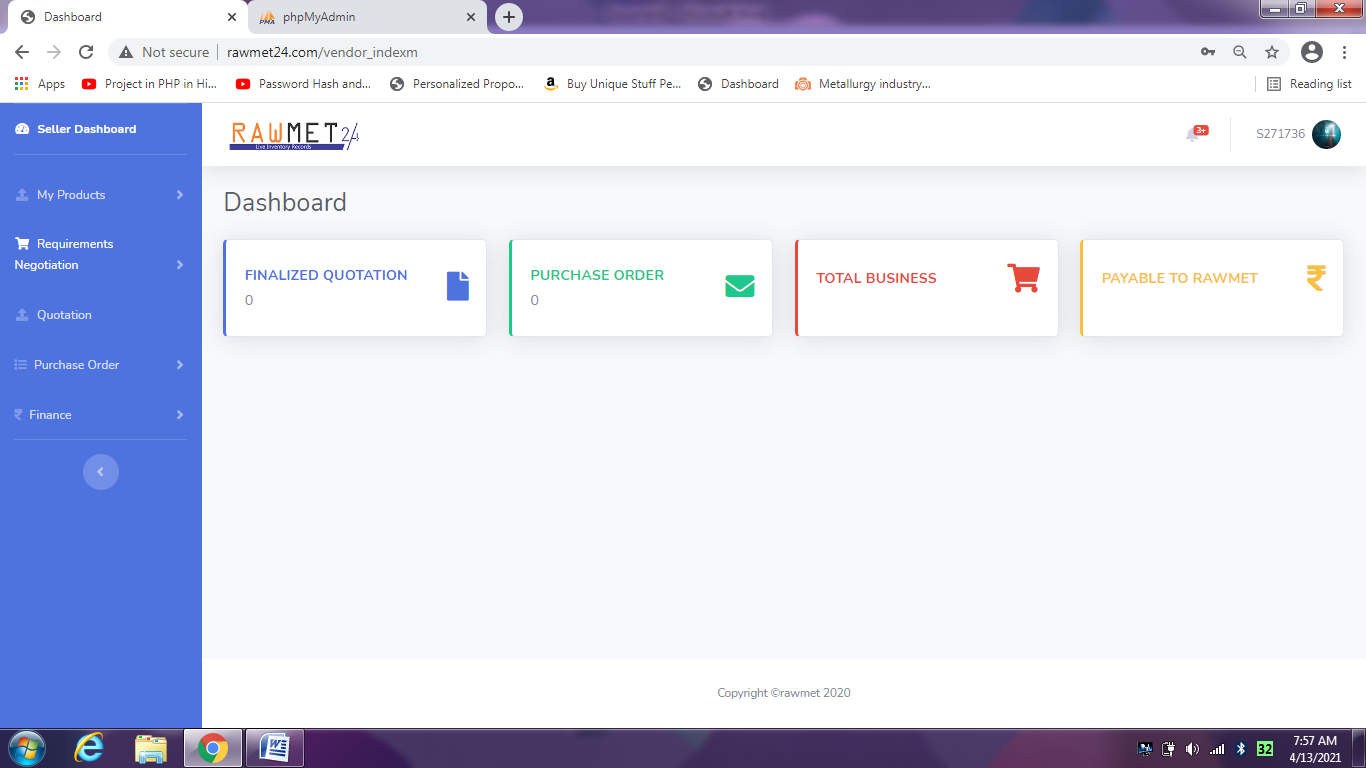 Dashboard
phpMyAdmin
Not secure
rawmet24.com/vendor_indexm
Apps
Project in PHP in Hi...
Password Hash and...
Personalized Propo...
Buy Unique Stuff Pe...
Dashboard
Metallurgy industry...
Reading list
Seller Dashboard
RAWMET24
Live Inventory Records
3+
S271736
My Products
Dashboard
Requirements
Negotiation
FINALIZED QUOTATION
0
PURCHASE ORDER
0
TOTAL BUSINESS
PAYABLE TO RAWMET
Quotation
Purchase Order
Finance
Copyright ©rawmet 2020
32
7:57 AM
4/13/2021